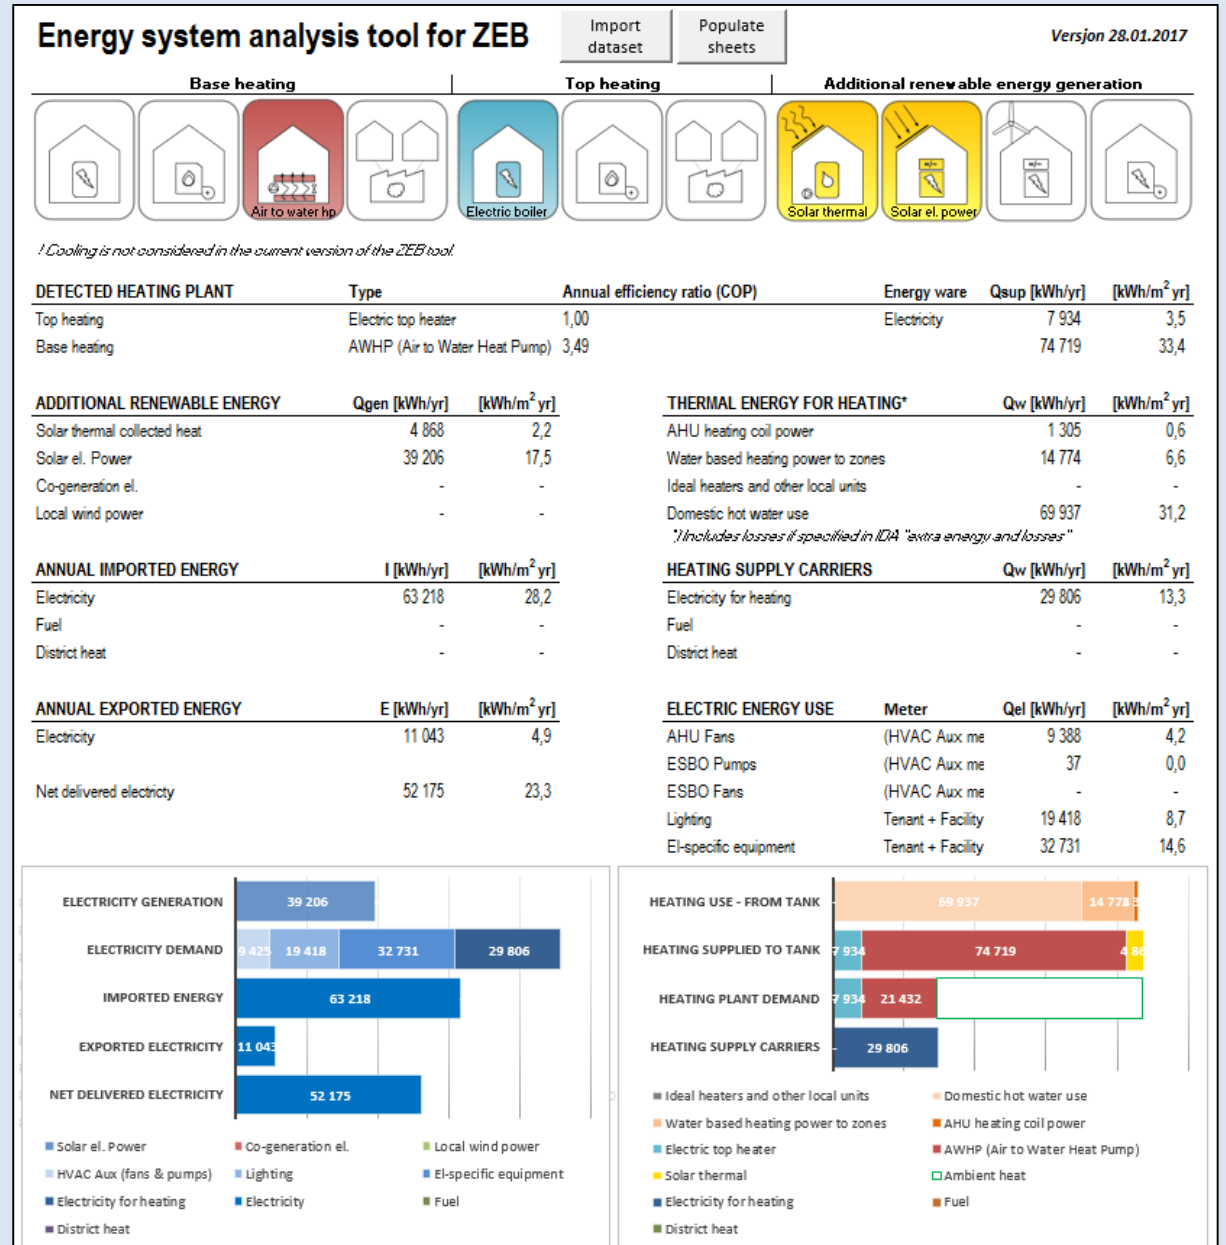 Energy system analysis tool for ZEB
Import dataset
Populate sheets
Versjon 28.01.2017
Base heating Top heating Additional renewable energy generation
Air to water hp Electric boiler Solar thermal Solar el. power
! Cooling is not considered in the current version of the ZEB tool.
DETECTED HEATING PLANT Type Annual efficiency ratio (COP) Energy ware Qsup [kWh/yr] [kWh/m² yr]
Top heating Electric top heater 1,00 Electricity 7 934 3,5
Base heating AWHP (Air to Water Heat Pump) 3,49 74 719 33,4
ADDITIONAL RENEWABLE ENERGY Qgen [kWh/yr] [kWh/m² yr]
Solar thermal collected heat 4 868 2,2
Solar el. Power 39 206 17,5
Co-generation el. - -
Local wind power - -
THERMAL ENERGY FOR HEATING* Qw [kWh/yr] [kWh/m² yr]
AHU heating coil power 1 305 0,6
Water based heating power to zones 14 774 6,6
Ideal heaters and other local units - -
Domestic hot water use 69 937 31,2
*) Includes losses if specified in IDA "extra energy and losses"
ANNUAL IMPORTED ENERGY I [kWh/yr] [kWh/m² yr]
Electricity 63 218 28,2
Fuel - -
District heat - -
HEATING SUPPLY CARRIERS Qw [kWh/yr] [kWh/m² yr]
Electricity for heating 29 806 13,3
Fuel - -
District heat - -
ANNUAL EXPORTED ENERGY E [kWh/yr] [kWh/m² yr]
Electricity 11 043 4,9
Net delivered electricty 52 175 23,3
ELECTRIC ENERGY USE Meter Qel [kWh/yr] [kWh/m² yr]
AHU Fans (HVAC Aux me 9 388 4,2
ESBO Pumps (HVAC Aux me 37 0,0
ESBO Fans (HVAC Aux me - -
Lighting Tenant + Facility 19 418 8,7
El-specific equipment Tenant + Facility 32 731 14,6
ELECTRICITY GENERATION 39 206
ELECTRICITY DEMAND 9 425 19 418 32 731 29 806
IMPORTED ENERGY 63 218
EXPORTED ELECTRICITY 11 043
NET DELIVERED ELECTRICITY 52 175
Solar el. Power Co-generation el. Local wind power
HVAC Aux (fans & pumps) Lighting El-specific equipment
Electricity for heating Electricity Fuel
District heat
HEATING USE - FROM TANK 69 937 14 774
HEATING SUPPLIED TO TANK 7 934 74 719 4 86
HEATING PLANT DEMAND 7 934 21 432
HEATING SUPPLY CARRIERS - 29 806
Ideal heaters and other local units Domestic hot water use
Water based heating power to zones AHU heating coil power
Electric top heater AWHP (Air to Water Heat Pump)
Solar thermal Ambient heat
Electricity for heating Fuel
District heat